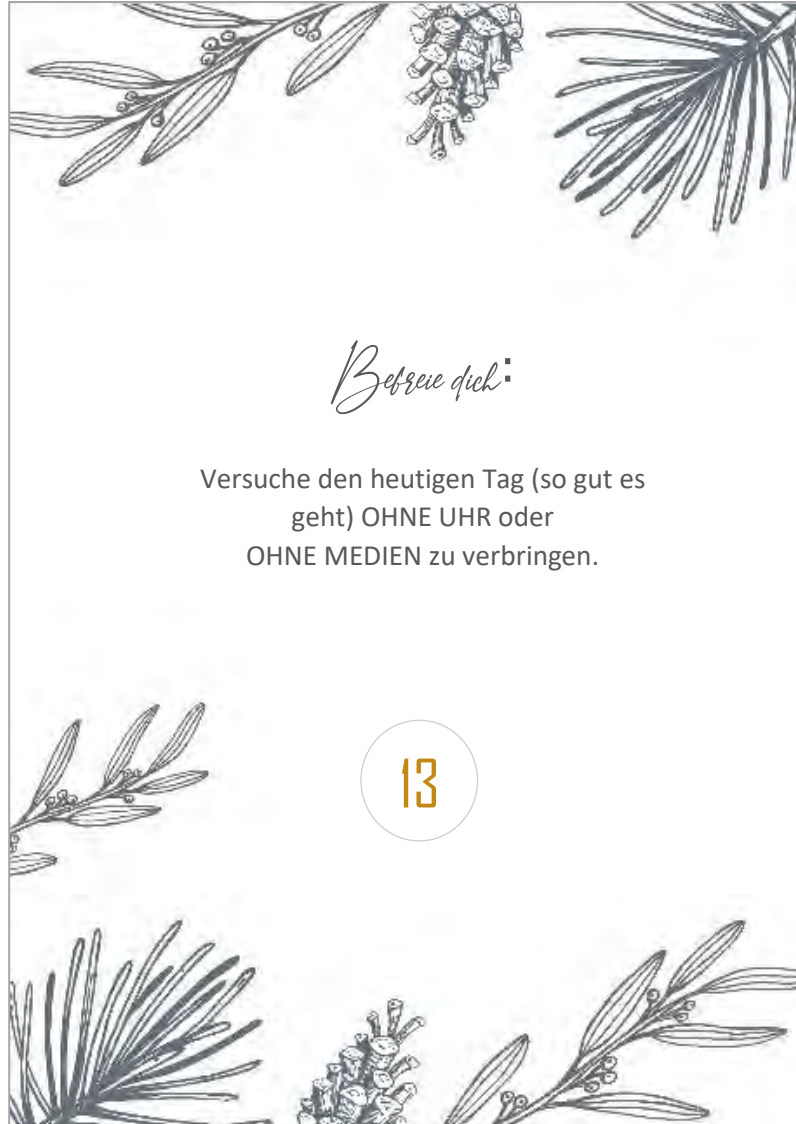 Befreie dich:
Versuche den heutigen Tag (so gut es
geht) OHNE UHR oder
OHNE MEDIEN zu verbringen.
13